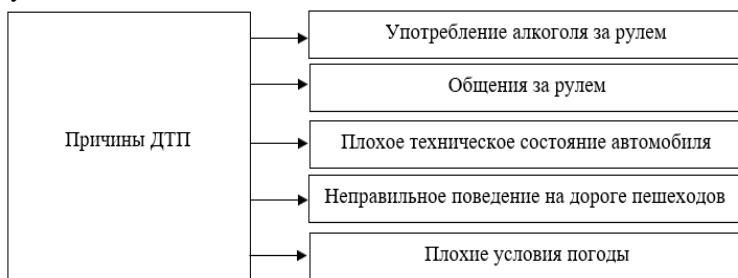 Употребление алкоголя за рулем
Общения за рулем
Причины ДТП
Плохое техническое состояние автомобиля
Неправильное поведение на дороге пешеходов
Плохие условия погоды